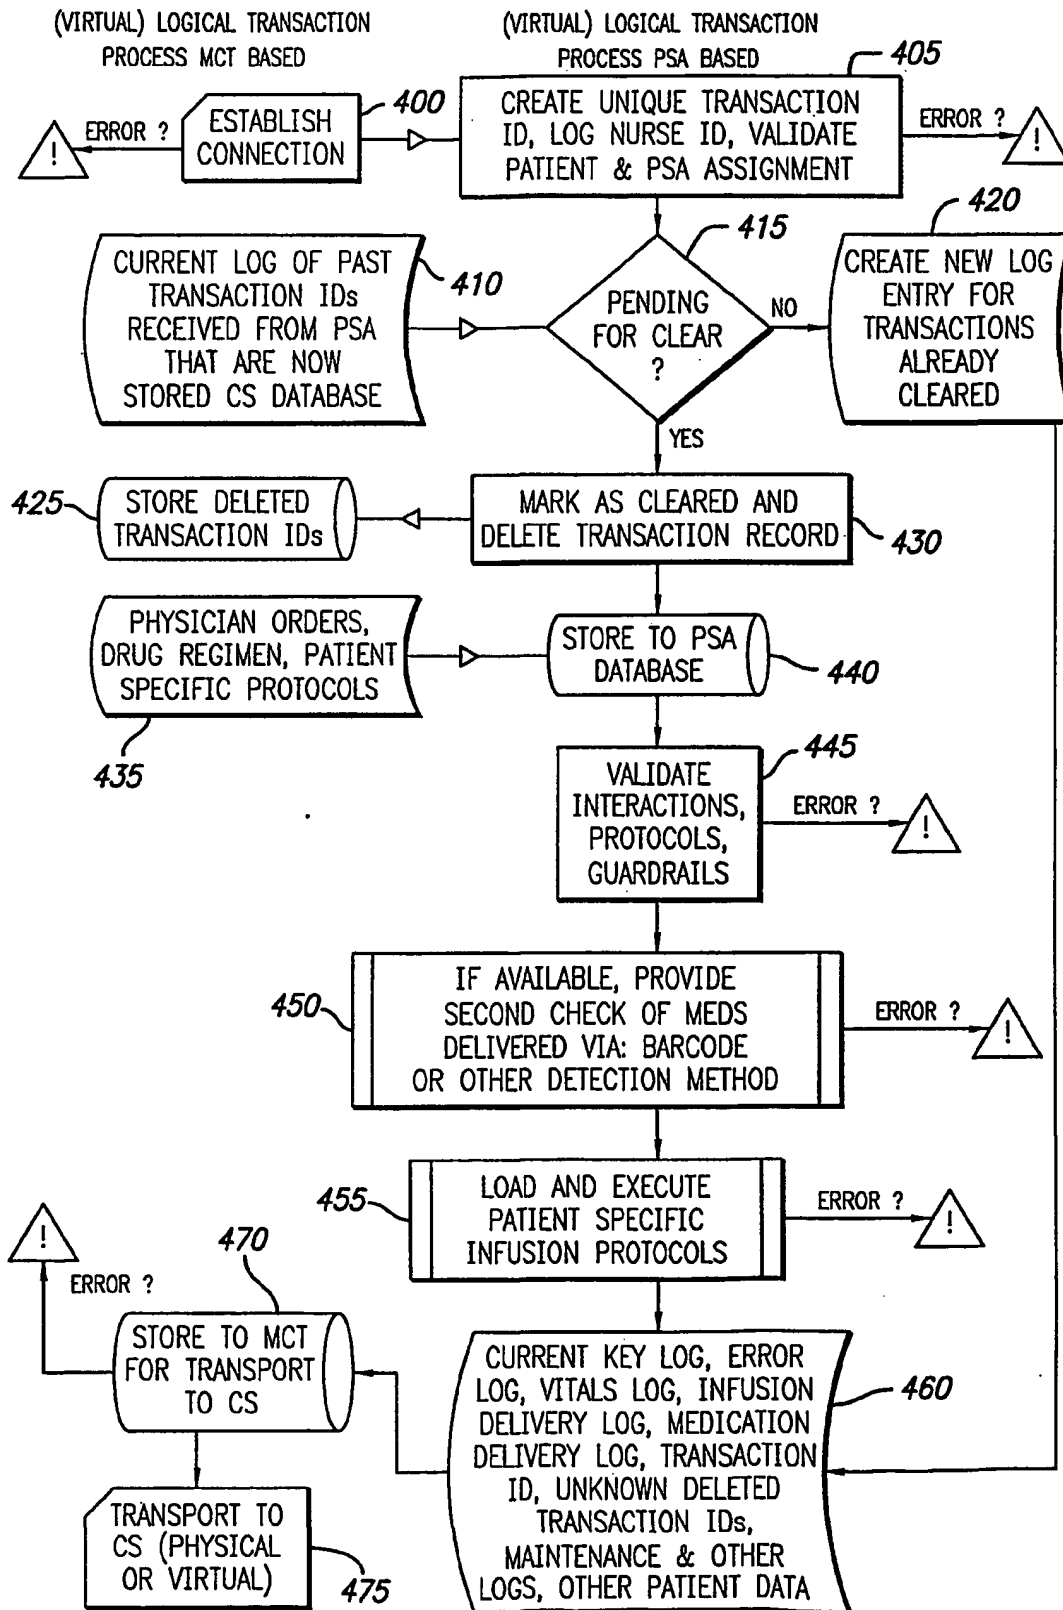 (VIRTUAL) LOGICAL TRANSACTION
PROCESS MCT BASED
(VIRTUAL) LOGICAL TRANSACTION
PROCESS PSA BASED
405
400
ERROR ?
!
ESTABLISH
CONNECTION
CREATE UNIQUE TRANSACTION
ID, LOG NURSE ID, VALIDATE
PATIENT & PSA ASSIGNMENT
ERROR ?
!
420
415
410
CURRENT LOG OF PAST
TRANSACTION IDs
RECEIVED FROM PSA
THAT ARE NOW
STORED CS DATABASE
PENDING
FOR CLEAR
?
NO
CREATE NEW LOG
ENTRY FOR
TRANSACTIONS
ALREADY
CLEARED
YES
425
STORE DELETED
TRANSACTION IDs
MARK AS CLEARED AND
DELETE TRANSACTION RECORD
430
PHYSICIAN ORDERS,
DRUG REGIMEN, PATIENT
SPECIFIC PROTOCOLS
435
STORE TO PSA
DATABASE
440
445
VALIDATE
INTERACTIONS,
PROTOCOLS,
GUARDRAILS
ERROR ?
!
450
IF AVAILABLE, PROVIDE
SECOND CHECK OF MEDS
DELIVERED VIA: BARCODE
OR OTHER DETECTION METHOD
ERROR ?
!
455
LOAD AND EXECUTE
PATIENT SPECIFIC
INFUSION PROTOCOLS
ERROR ?
!
!
ERROR ?
470
STORE TO MCT
FOR TRANSPORT
TO CS
460
CURRENT KEY LOG, ERROR
LOG, VITALS LOG, INFUSION
DELIVERY LOG, MEDICATION
DELIVERY LOG, TRANSACTION
ID, UNKNOWN DELETED
TRANSACTION IDs,
MAINTENANCE & OTHER
LOGS, OTHER PATIENT DATA
TRANSPORT TO
CS (PHYSICAL
OR VIRTUAL)
475